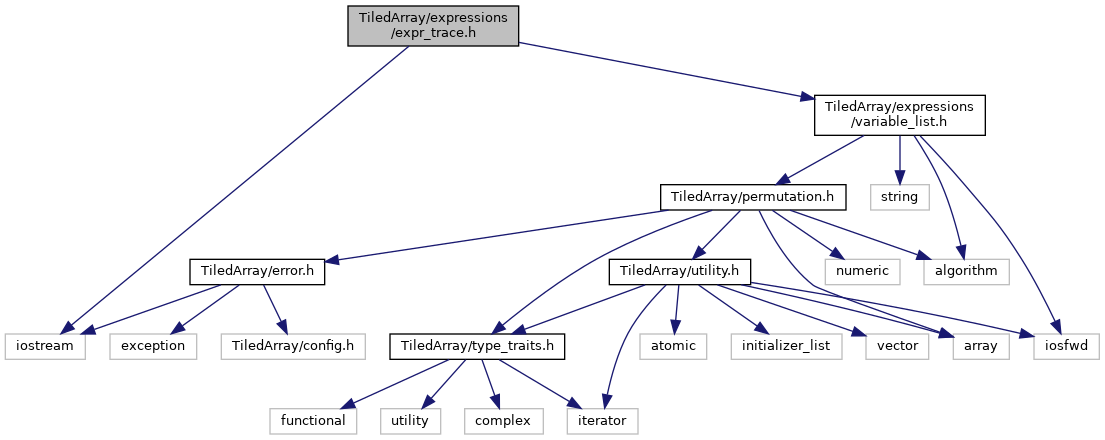 TiledArray/expressions
/expr_trace.h
TiledArray/expressions
/variable_list.h
TiledArray/permutation.h
string
TiledArray/error.h
TiledArray/utility.h
numeric
algorithm
iostream
exception
TiledArray/config.h
TiledArray/type_traits.h
atomic
initializer_list
vector
array
iosfwd
functional
utility
complex
iterator